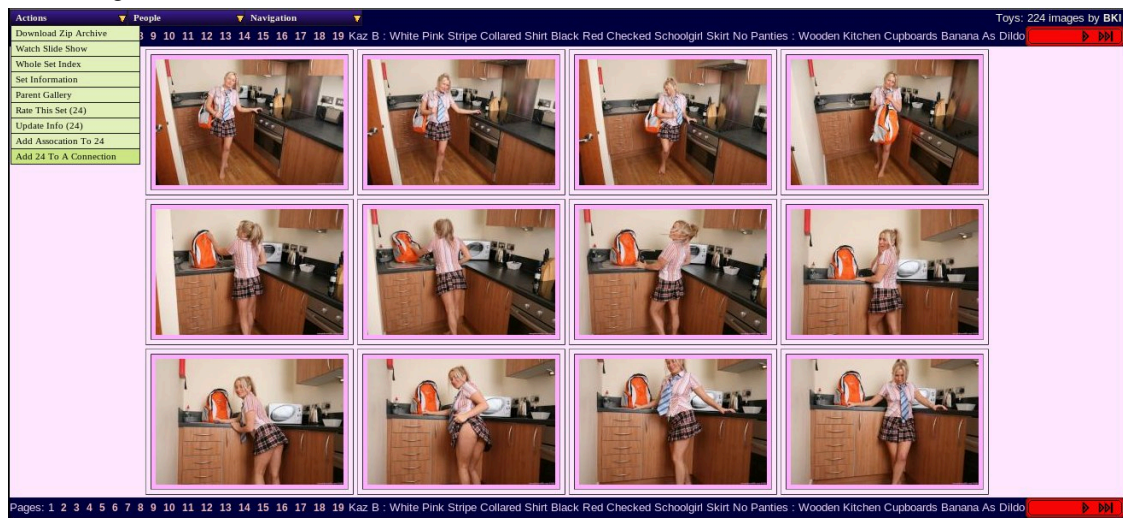 Actions People Navigation Toys: 224 images by BKI
Download Zip Archive
8 9 10 11 12 13 14 15 16 17 18 19 Kaz B : White Pink Stripe Collared Shirt Black Red Checked Schoolgirl Skirt No Panties : Wooden Kitchen Cupboards Banana As Dildo
Watch Slide Show
Whole Set Index
Set Information
Parent Gallery
Rate This Set (24)
Update Info (24)
Add Assocation To 24
Add 24 To A Connection
Pages: 1 2 3 4 5 6 7 8 9 10 11 12 13 14 15 16 17 18 19 Kaz B : White Pink Stripe Collared Shirt Black Red Checked Schoolgirl Skirt No Panties : Wooden Kitchen Cupboards Banana As Dildo